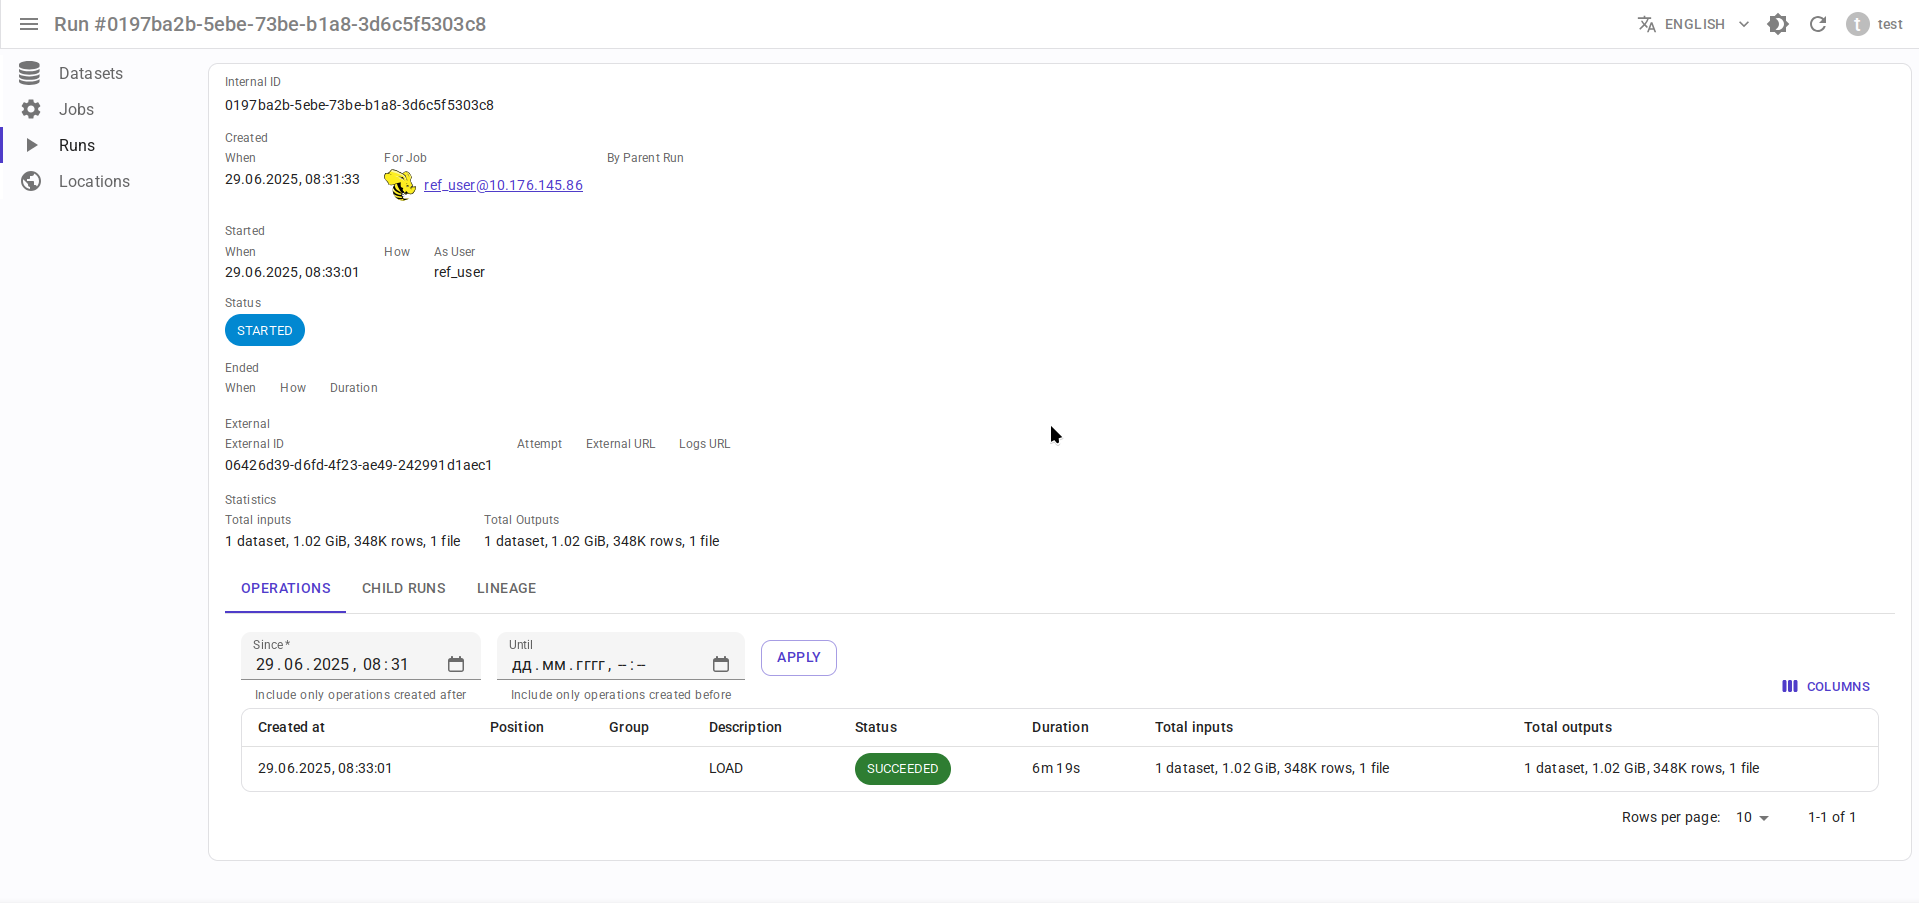 Run #0197ba2b-5ebe-73be-b1a8-3d6c5f5303c8
ENGLISH
t
test
Datasets
Jobs
Runs
Locations
Internal ID
0197ba2b-5ebe-73be-b1a8-3d6c5f5303c8
Created
When For Job By Parent Run
29.06.2025, 08:31:33 ref_user@10.176.145.86
Started
When How As User
29.06.2025, 08:33:01 ref_user
Status
STARTED
Ended
When How Duration
External
External ID Attempt External URL Logs URL
06426d39-d6fd-4f23-ae49-242991d1aec1
Statistics
Total inputs Total Outputs
1 dataset, 1.02 GiB, 348K rows, 1 file 1 dataset, 1.02 GiB, 348K rows, 1 file
OPERATIONS CHILD RUNS LINEAGE
Since* Until
29.06.2025, 08:31 дд.мм.гггг, --:-- APPLY
Include only operations created after Include only operations created before
COLUMNS
Created at Position Group Description Status Duration Total inputs Total outputs
29.06.2025, 08:33:01 LOAD SUCCEEDED 6m 19s 1 dataset, 1.02 GiB, 348K rows, 1 file 1 dataset, 1.02 GiB, 348K rows, 1 file
Rows per page: 10 1-1 of 1